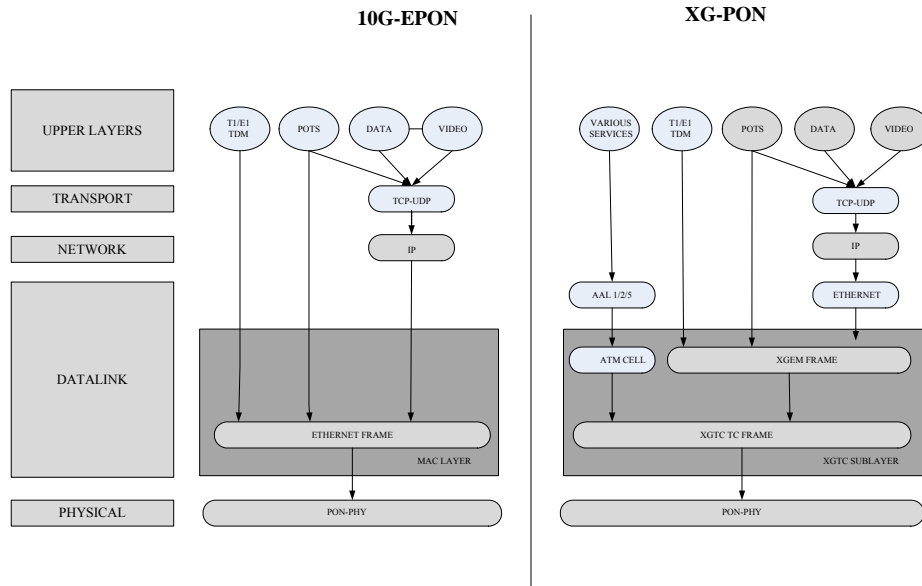 10G-EPON
XG-PON
UPPER LAYERS
TRANSPORT
NETWORK
DATALINK
PHYSICAL
T1/E1
TDM
POTS
DATA
VIDEO
TCP-UDP
IP
ETHERNET FRAME
MAC LAYER
PON-PHY
VARIOUS
SERVICES
T1/E1
TDM
POTS
DATA
VIDEO
TCP-UDP
IP
AAL 1/2/5
ETHERNET
ATM CELL
XGEM FRAME
XGTC TC FRAME
XGTC SUBLAYER
PON-PHY